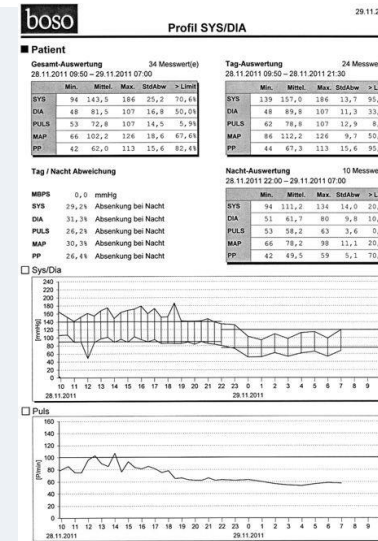 boso
29.11.2
Profil SYS/DIA
Patient
Gesamt-Auswertung 34 Messwert(e)
28.11.2011 09:50 – 29.11.2011 07:00
Min. Mittel. Max. StdAbw > Limit
SYS 94 143,5 186 25,2 70,6%
DIA 48 81,5 107 16,8 50,0%
PULS 53 72,8 107 14,5 5,9%
MAP 66 102,2 126 18,6 67,6%
PP 42 62,0 113 15,6 82,4%
Tag-Auswertung 24 Messwe
28.11.2011 09:50 – 28.11.2011 21:30
Min. Mittel. Max. StdAbw > L
SYS 139 157,0 186 13,7 95,
DIA 48 89,8 107 11,3 33,
PULS 62 78,8 107 12,9 8,
MAP 86 112,2 126 9,7 50,
PP 44 67,3 113 15,6 95,
Tag / Nacht Abweichung
MBPS 0,0 mmHg
SYS 29,2% Absenkung bei Nacht
DIA 31,3% Absenkung bei Nacht
PULS 26,2% Absenkung bei Nacht
MAP 30,3% Absenkung bei Nacht
PP 26,4% Absenkung bei Nacht
Nacht-Auswertung 10 Messwe
28.11.2011 22:00 – 29.11.2011 07:00
Min. Mittel. Max. StdAbw > L
SYS 94 111,2 134 14,0 20,
DIA 51 61,7 80 9,8 10,
PULS 53 58,2 63 3,6 0,
MAP 66 78,2 98 11,1 20,
PP 42 49,5 59 5,1 70,
Sys/Dia
240
220
200
180
160
140
120
100
80
60
40
20
0
[mmHg]
10 11 12 13 14 15 16 17 18 19 20 21 22 23 0 1 2 3 4 5 6 7 8 9
28.11.2011 29.11.2011
Puls
160
140
120
100
80
60
40
20
0
[P/min]
10 11 12 13 14 15 16 17 18 19 20 21 22 23 0 1 2 3 4 5 6 7 8 9
28.11.2011 29.11.2011